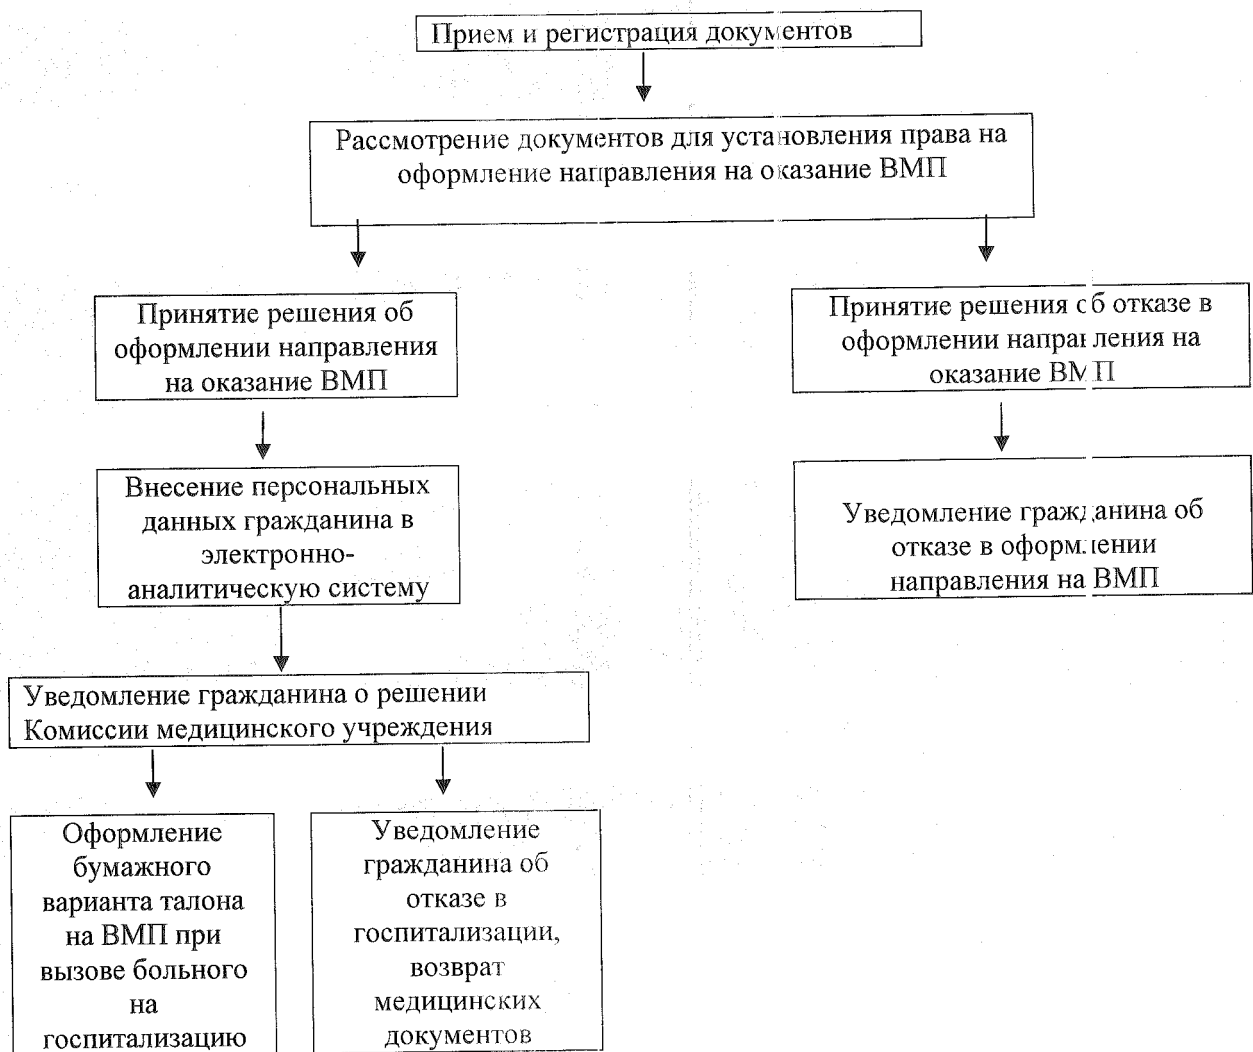 Прием и регистрация документов
Рассмотрение документов для установления права на
оформление направления на оказание ВМП
Принятие решения об
оформлении направления
на оказание ВМП
Принятие решения об отказе в
оформлении направления на
оказание ВМП
Внесение персональных
данных гражданина в
электронно-
аналитическую систему
Уведомление гражданина об
отказе в оформлении
направления на ВМП
Уведомление гражданина о решении
Комиссии медицинского учреждения
Оформление
бумажного
варианта талона
на ВМП при
вызове больного
на
госпитализацию
Уведомление
гражданина об
отказе в
госпитализации,
возврат
медицинских
документов